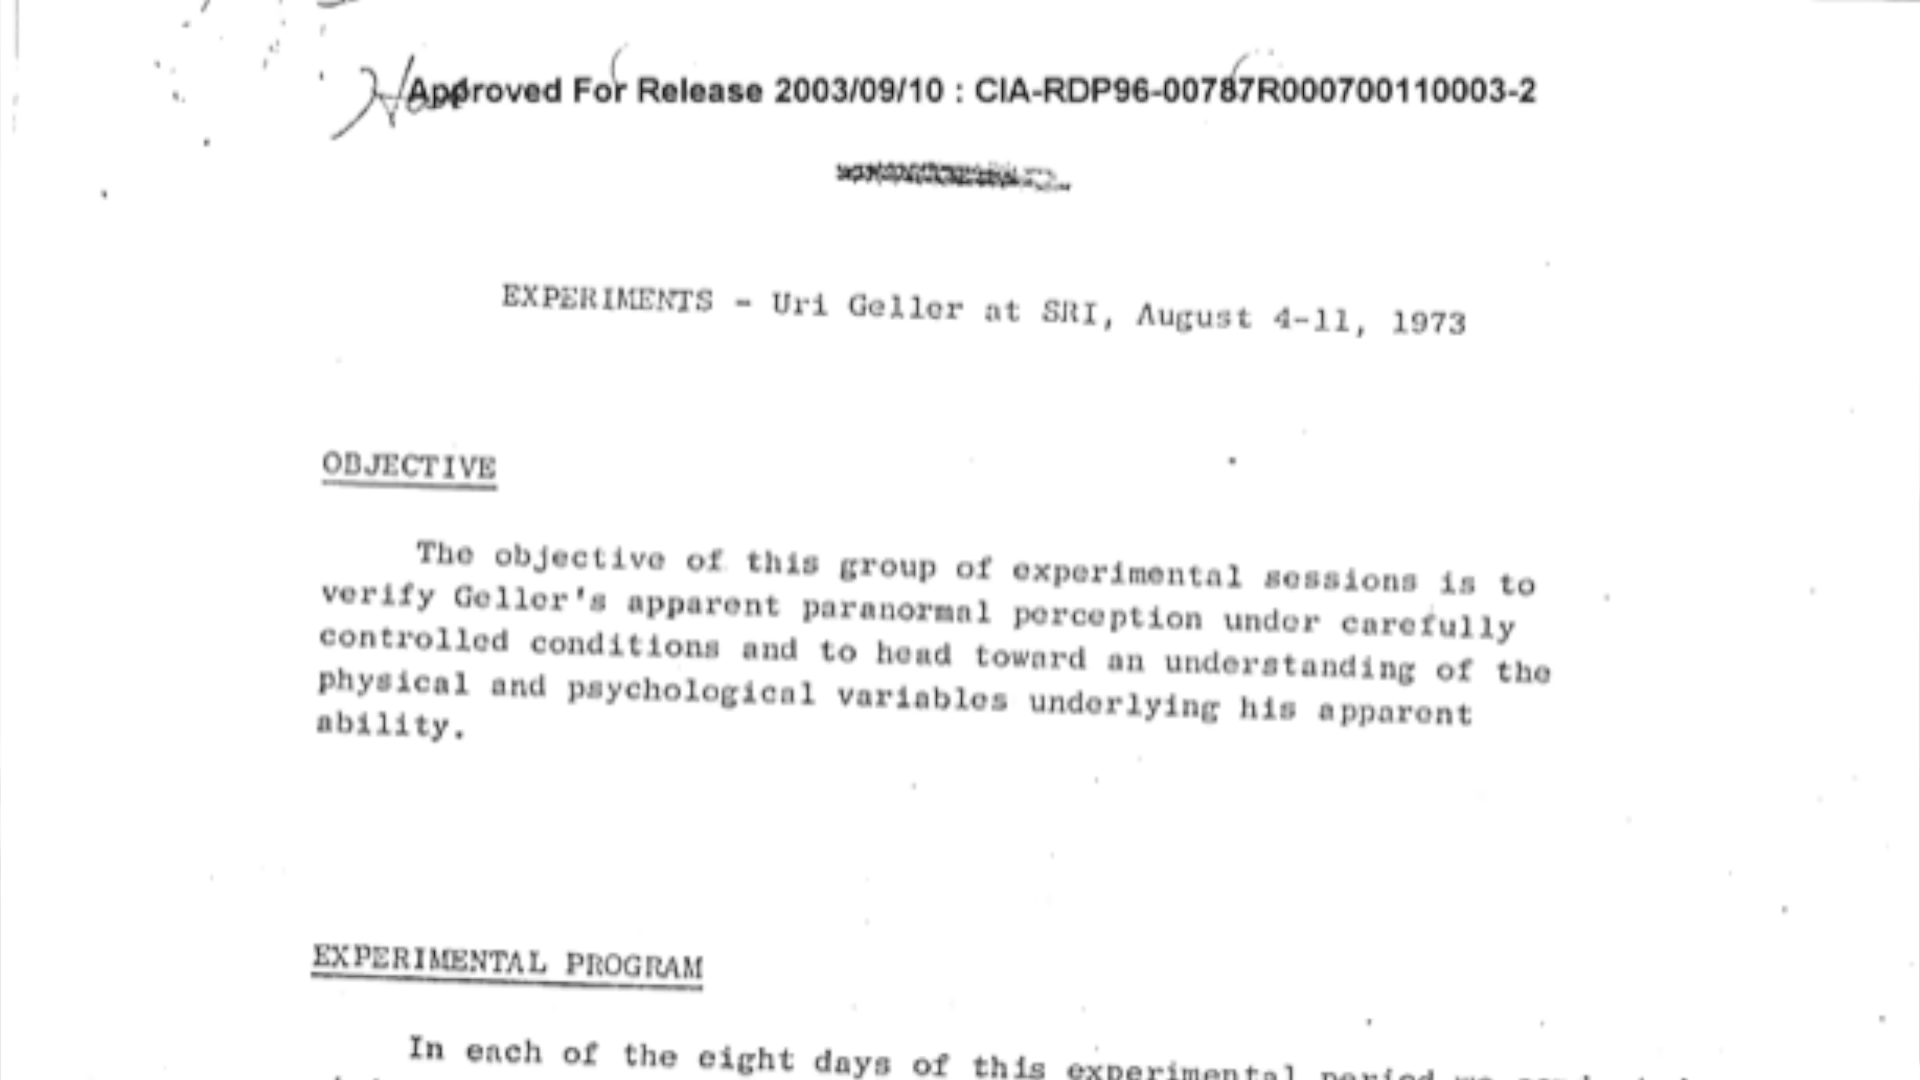 Approved For Release 2003/09/10 : CIA-RDP96-00787R000700110003-2
EXPERIMENTS - Uri Geller at SRI, August 4-11, 1973
OBJECTIVE
The objective of this group of experimental sessions is to
verify Geller's apparent paranormal perception under carefully
controlled conditions and to head toward an understanding of the
physical and psychological variables underlying his apparent
ability.
EXPERIMENTAL PROGRAM
In each of the eight days of this experimental period we